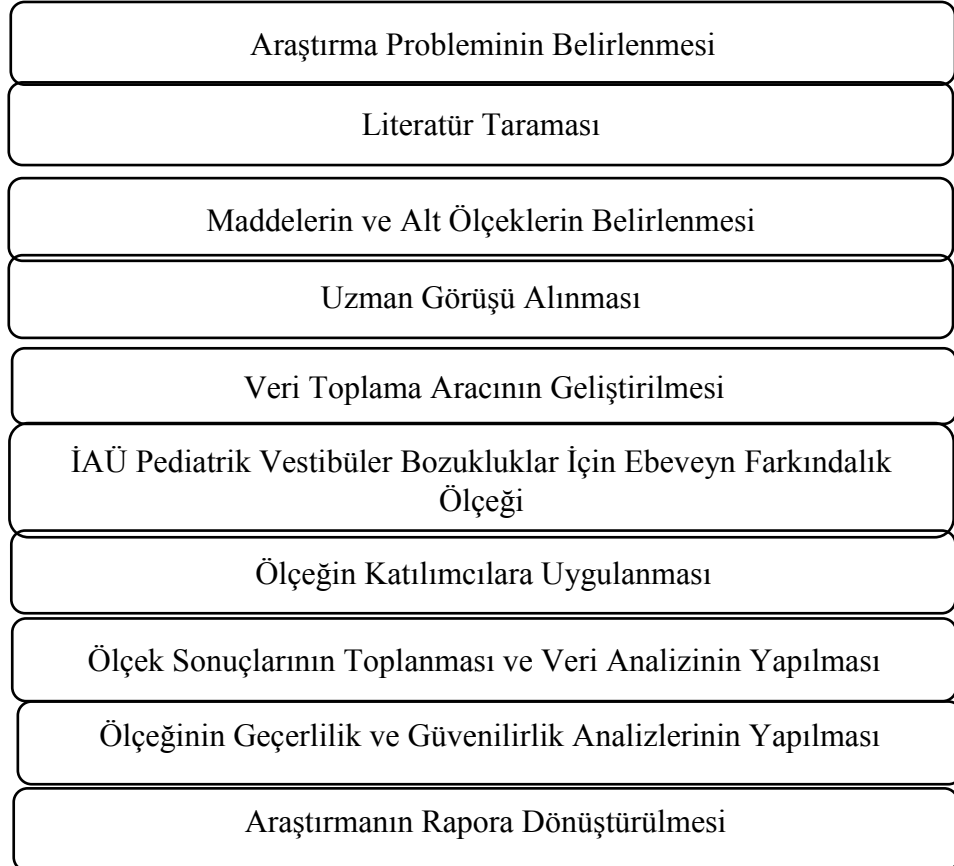 Araştırma Probleminin Belirlenmesi
Literatür Taraması
Maddelerin ve Alt Ölçeklerin Belirlenmesi
Uzman Görüşü Alınması
Veri Toplama Aracının Geliştirilmesi
İAÜ Pediatrik Vestibüler Bozukluklar İçin Ebeveyn Farkındalık
Ölçeği
Ölçeğin Katılımcılara Uygulanması
Ölçek Sonuçlarının Toplanması ve Veri Analizinin Yapılması
Ölçeğinin Geçerlilik ve Güvenilirlik Analizlerinin Yapılması
Araştırmanın Rapora Dönüştürülmesi